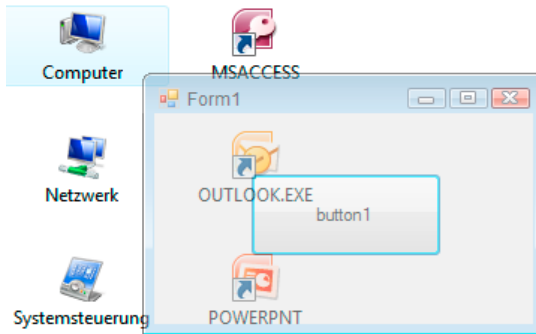 Computer
MSACCESS
Form1
Netzwerk
OUTLOOK.EXE
button1
Systemsteuerung
POWERPNT